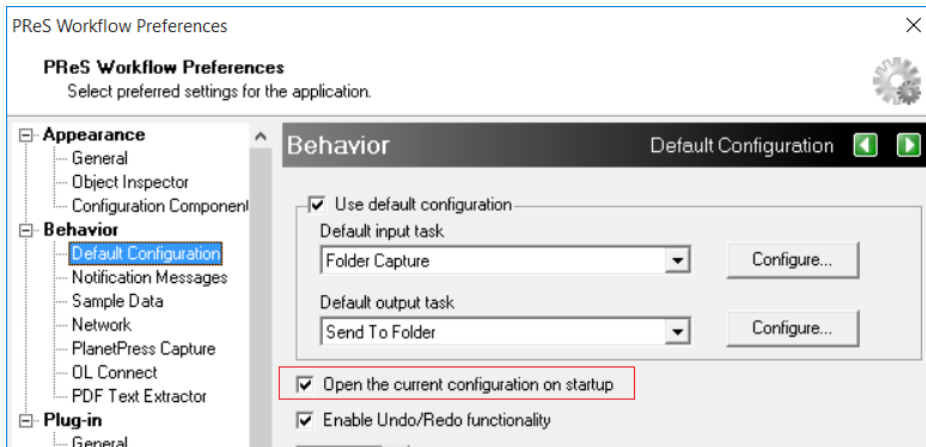 PReS Workflow Preferences
PReS Workflow Preferences
Select preferred settings for the application.
Appearance
General
Object Inspector
Configuration Component
Behavior
Default Configuration
Notification Messages
Sample Data
Network
PlanetPress Capture
OL Connect
PDF Text Extractor
Plug-in
General
Behavior Default Configuration
Use default configuration
Default input task
Folder Capture Configure...
Default output task
Send To Folder Configure...
Open the current configuration on startup
Enable Undo/Redo functionality